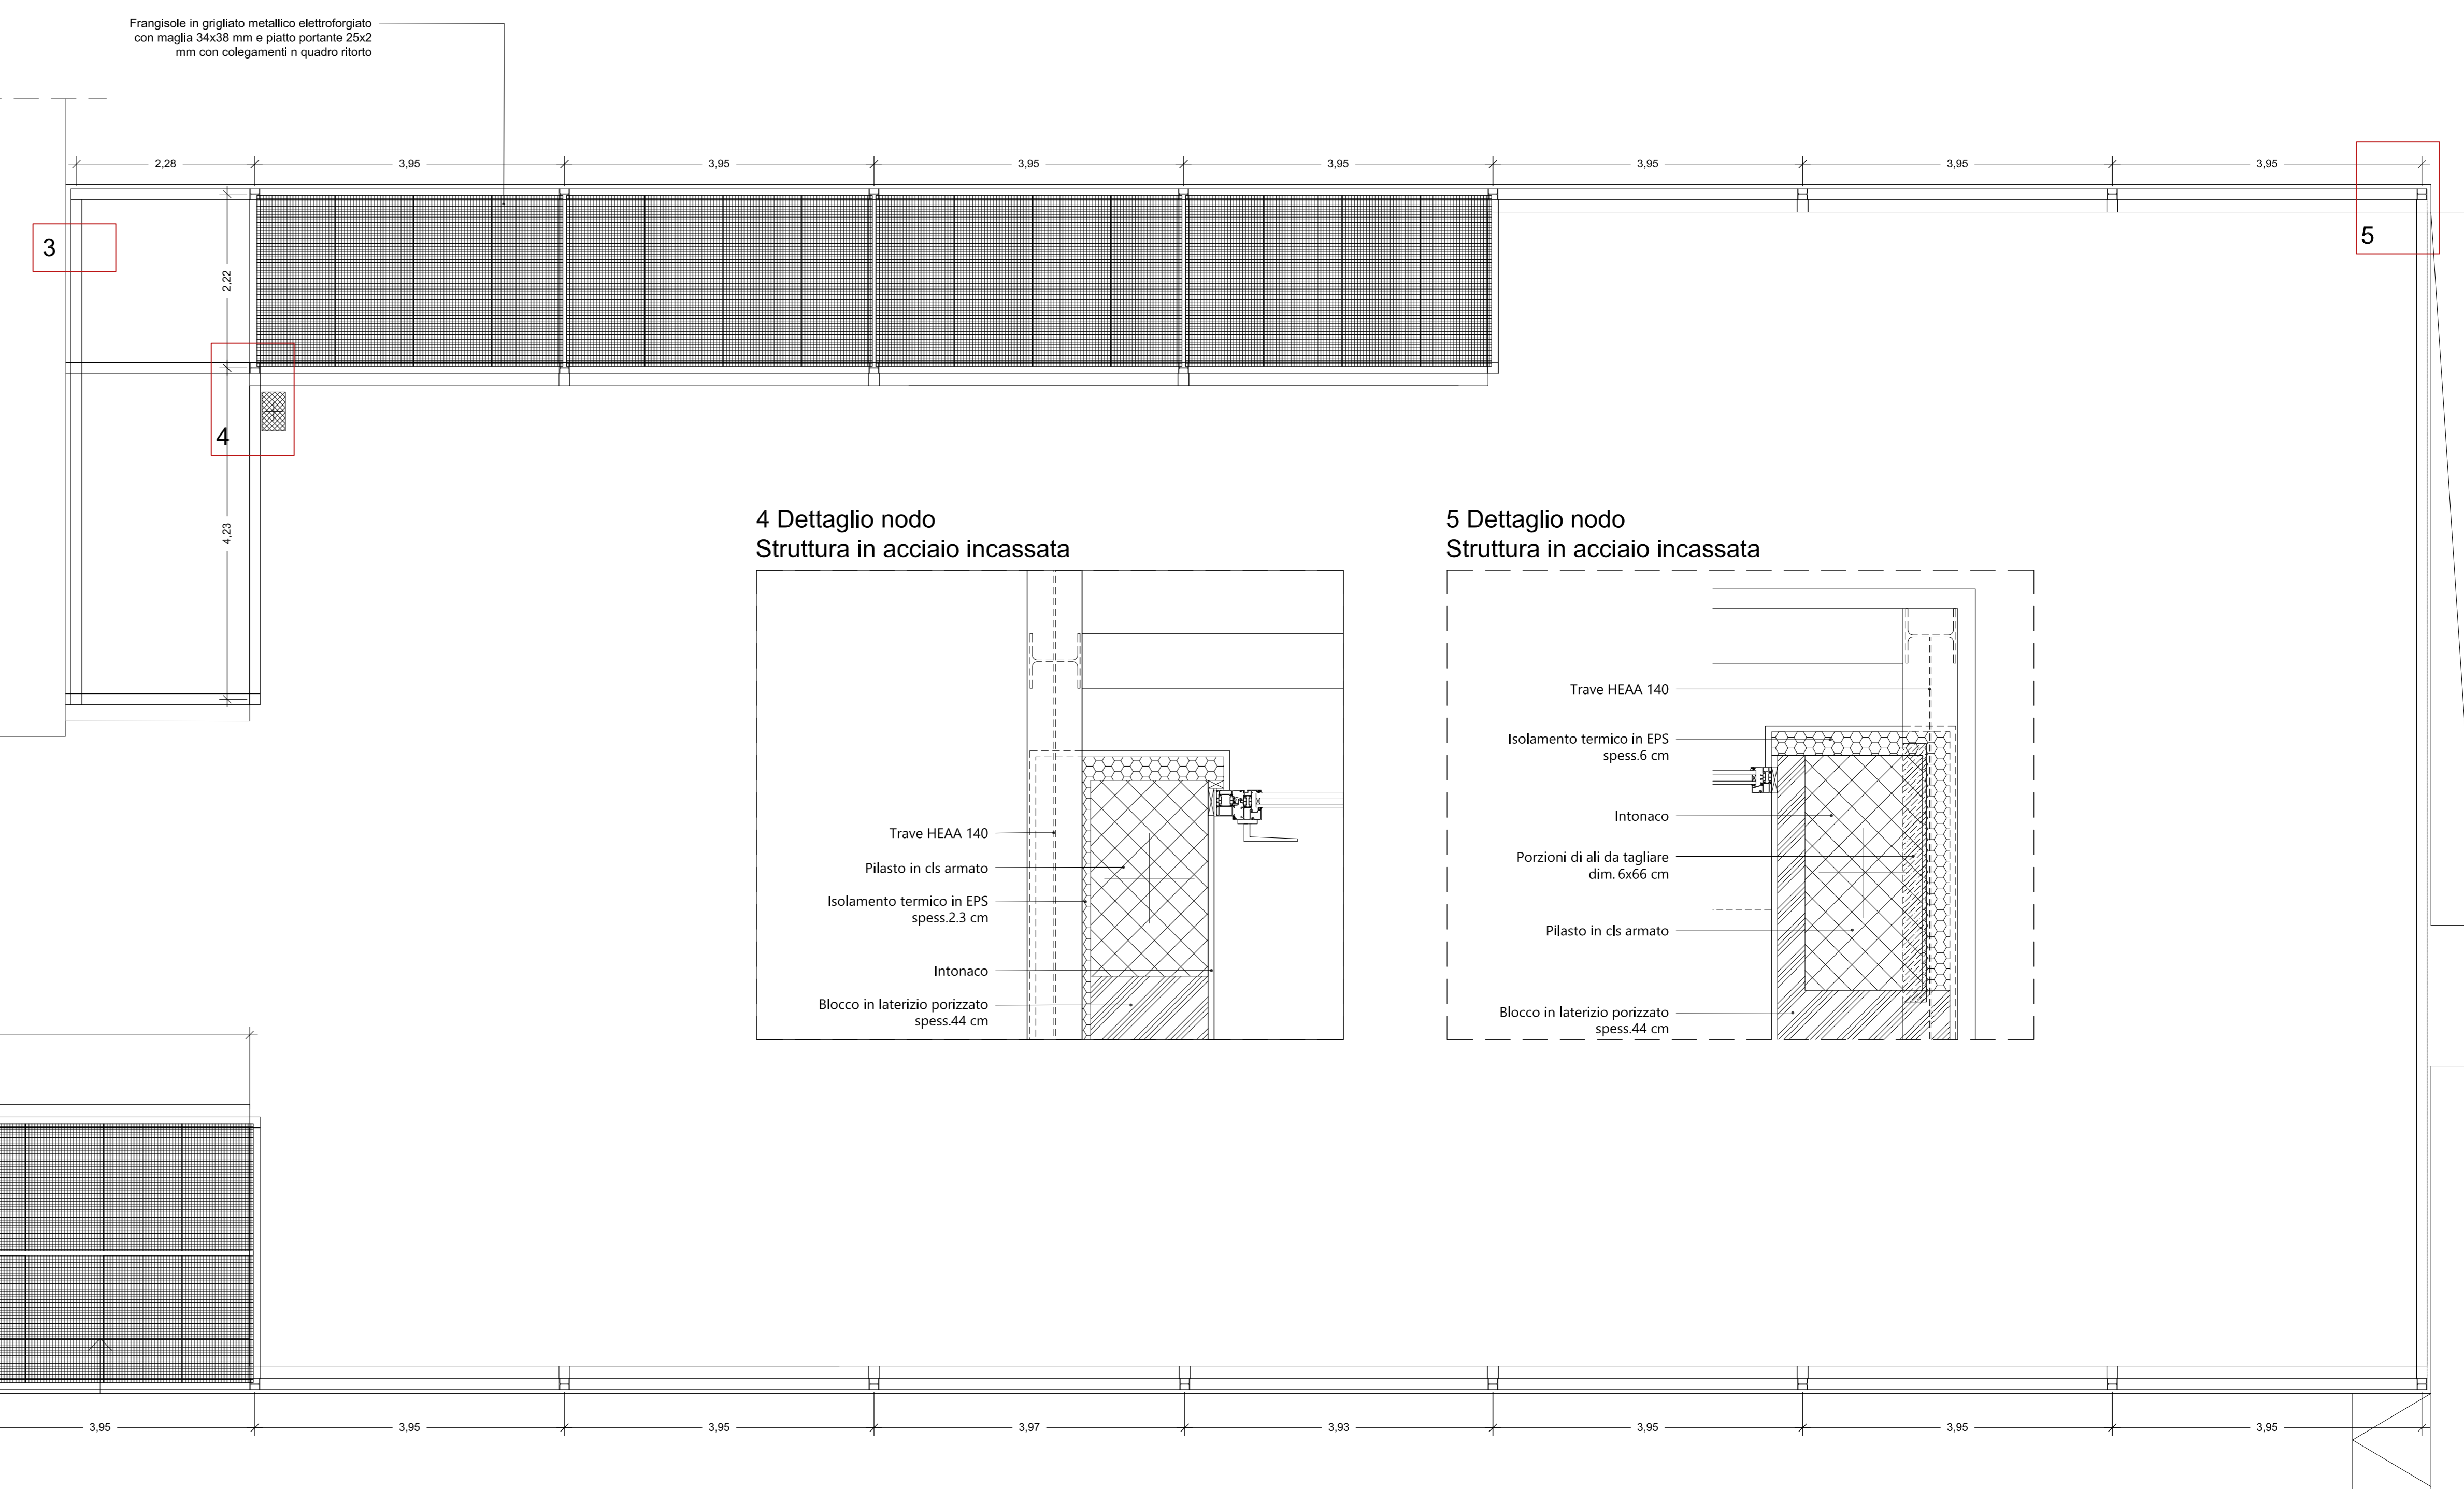 Frangisole in grigliato metallico elettroforgiato
con maglia 34x38 mm e piatto portante 25x2
mm con colegamenti n quadro ritorto
2,28
3,95
3,95
3,95
3,95
3,95
3,95
3,95
3
5
2,22
4
4,23
4 Dettaglio nodo
Struttura in acciaio incassata
Trave HEAA 140
Pilasto in cls armato
Isolamento termico in EPS
spess.2.3 cm
Intonaco
Blocco in laterizio porizzato
spess.44 cm
5 Dettaglio nodo
Struttura in acciaio incassata
Trave HEAA 140
Isolamento termico in EPS
spess.6 cm
Intonaco
Porzioni di ali da tagliare
dim. 6x66 cm
Pilasto in cls armato
Blocco in laterizio porizzato
spess.44 cm
3,95
3,95
3,95
3,97
3,93
3,95
3,95
3,95